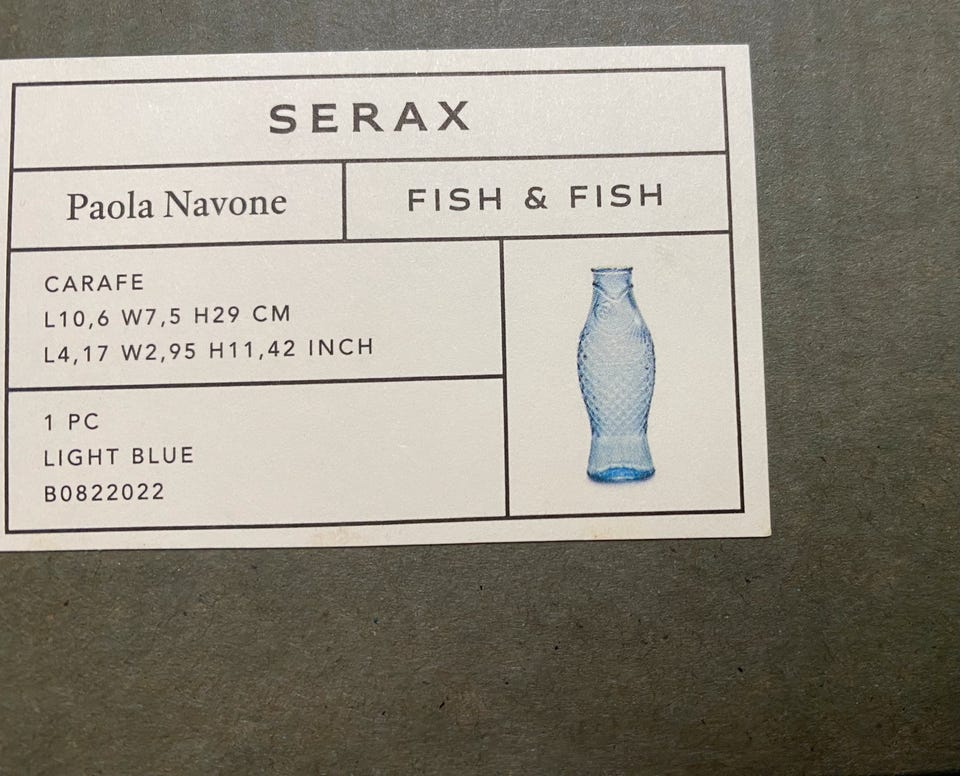 SERAX
Paola Navone
FISH & FISH
CARAFE
L10,6 W7,5 H29 CM
L4,17 W2,95 H11,42 INCH
1 PC
LIGHT BLUE
B0822022